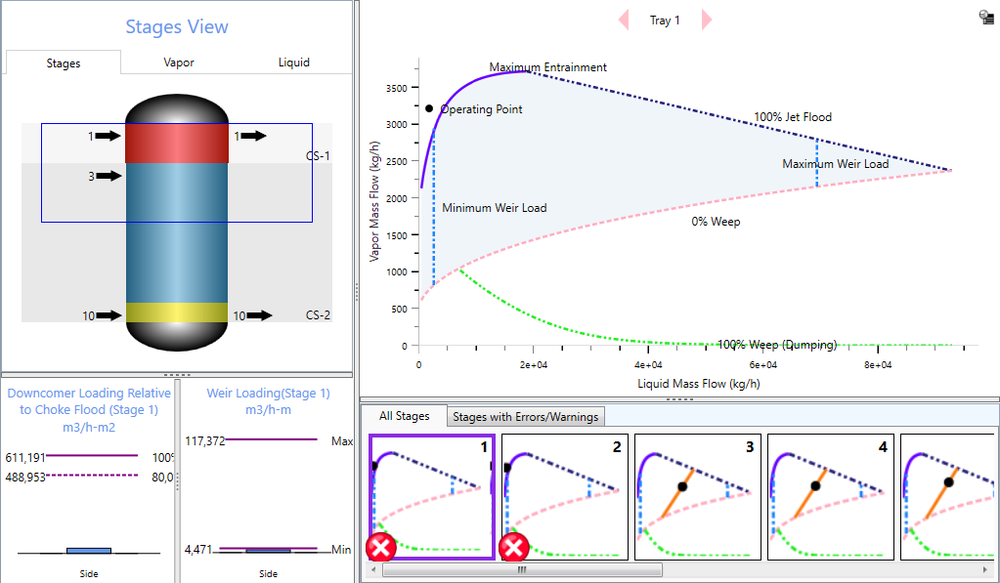 Stages View
Stages
Vapor
Liquid
1
1
CS-1
3
10
10
CS-2
Downcomer Loading Relative
to Choke Flood (Stage 1)
m3/h-m2
611,191
100%
488,953
80,0
Side
Weir Loading(Stage 1)
m3/h-m
117,372
Max
4,471
Min
Side
Tray 1
Vapor Mass Flow (kg/h)
3500
3000
2500
2000
1500
1000
500
0
Maximum Entrainment
Operating Point
100% Jet Flood
Maximum Weir Load
Minimum Weir Load
0% Weep
100% Weep (Dumping)
0
2e+04
4e+04
6e+04
8e+04
Liquid Mass Flow (kg/h)
All Stages
Stages with Errors/Warnings
1
2
3
4